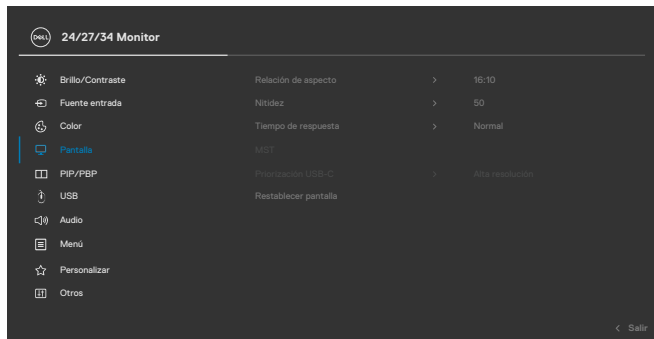 DELL 24/27/34 Monitor
Brillo/Contraste Relación de aspecto > 16:10
Fuente entrada Nitidez > 50
Color Tiempo de respuesta > Normal
Pantalla MST
PIP/PBP Priorización USB-C > Alta resolución
USB Restablecer pantalla
Audio
Menú
Personalizar
Otros
< Salir